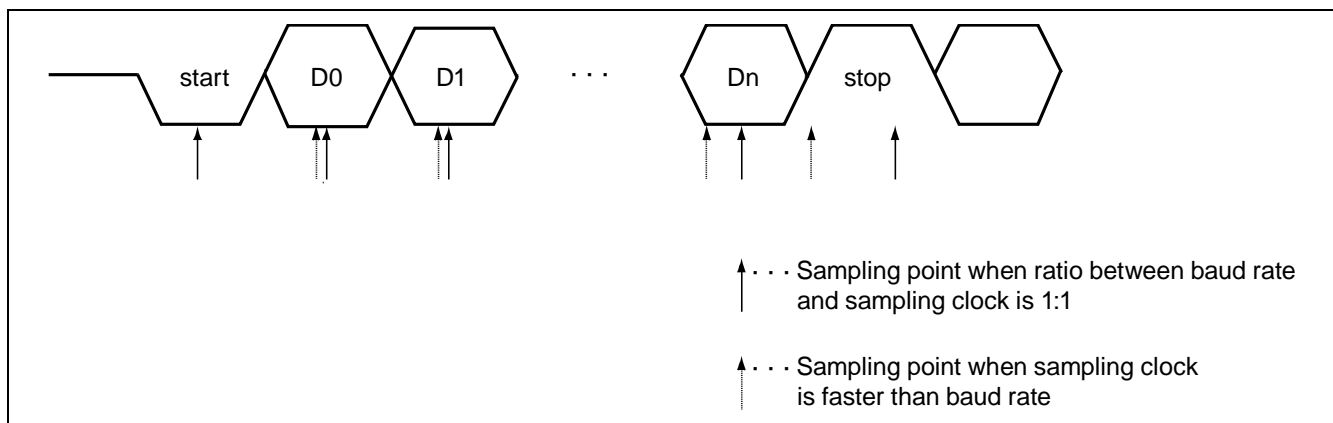 start D0 D1 · · · Dn stop
· · · Sampling point when ratio between baud rate
and sampling clock is 1:1
· · · Sampling point when sampling clock
is faster than baud rate